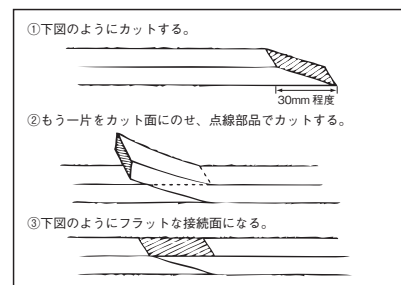 ①下図のようにカットする。
30mm 程度
②もう一片をカット面にのせ、点線部品でカットする。
③下図のようにフラットな接続面になる。